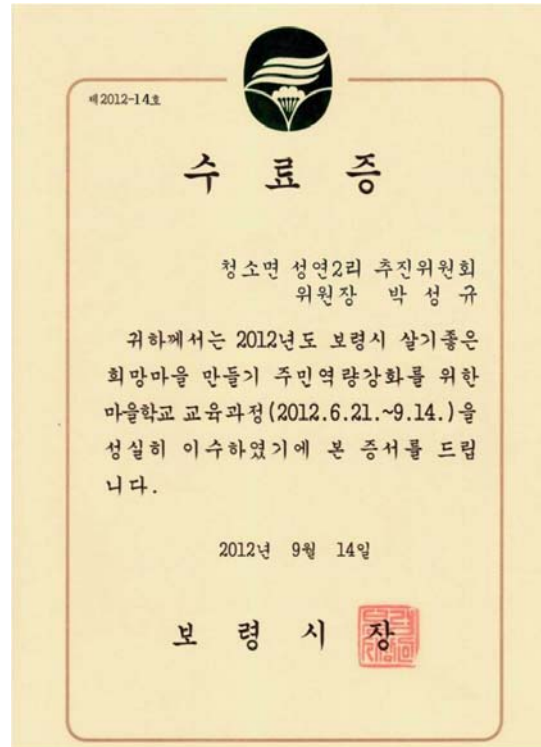 제2012-14호
수료증
청소면 성연2리 추진위원회
위원장 박성규
귀하께서는 2012년도 보령시 살기좋은
희망마을 만들기 주민역량강화를 위한
마을학교 교육과정(2012.6.21.~9.14.)을
성실히 이수하였기에 본 증서를 드립
니다.
2012년 9월 14일
보령시장